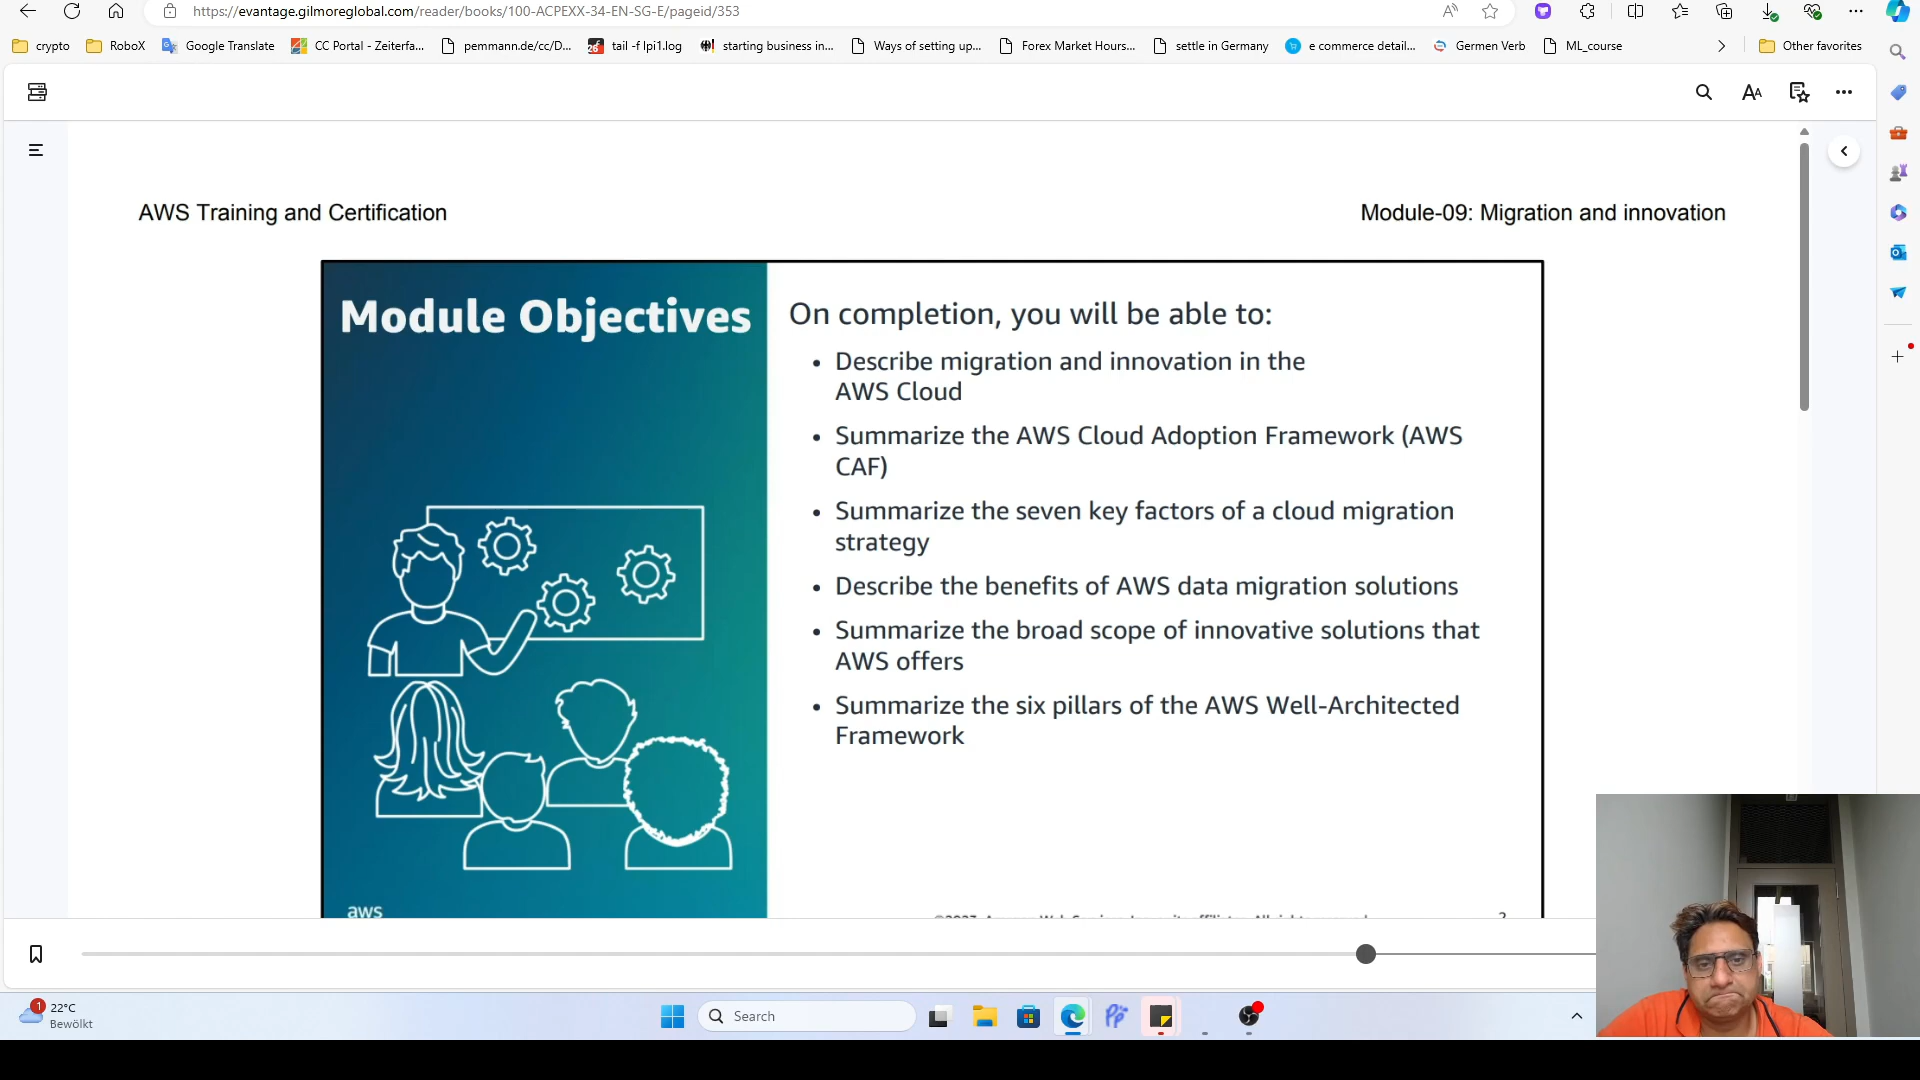 https://evantage.gilmoreglobal.com/reader/books/100-ACPEXX-34-EN-SG-E/pageid/353
crypto
RoboX
Google Translate
CC Portal - Zeiterfa...
pemmann.de/cc/D...
tail -f lpi1.log
starting business in...
Ways of setting up...
Forex Market Hours...
settle in Germany
e commerce detail...
Germen Verb
ML_course
Other favorites
AWS Training and Certification
Module-09: Migration and innovation
Module Objectives
On completion, you will be able to:
• Describe migration and innovation in the
AWS Cloud
• Summarize the AWS Cloud Adoption Framework (AWS
CAF)
• Summarize the seven key factors of a cloud migration
strategy
• Describe the benefits of AWS data migration solutions
• Summarize the broad scope of innovative solutions that
AWS offers
• Summarize the six pillars of the AWS Well-Architected
Framework
aws
1
22°C
Bewölkt
Search